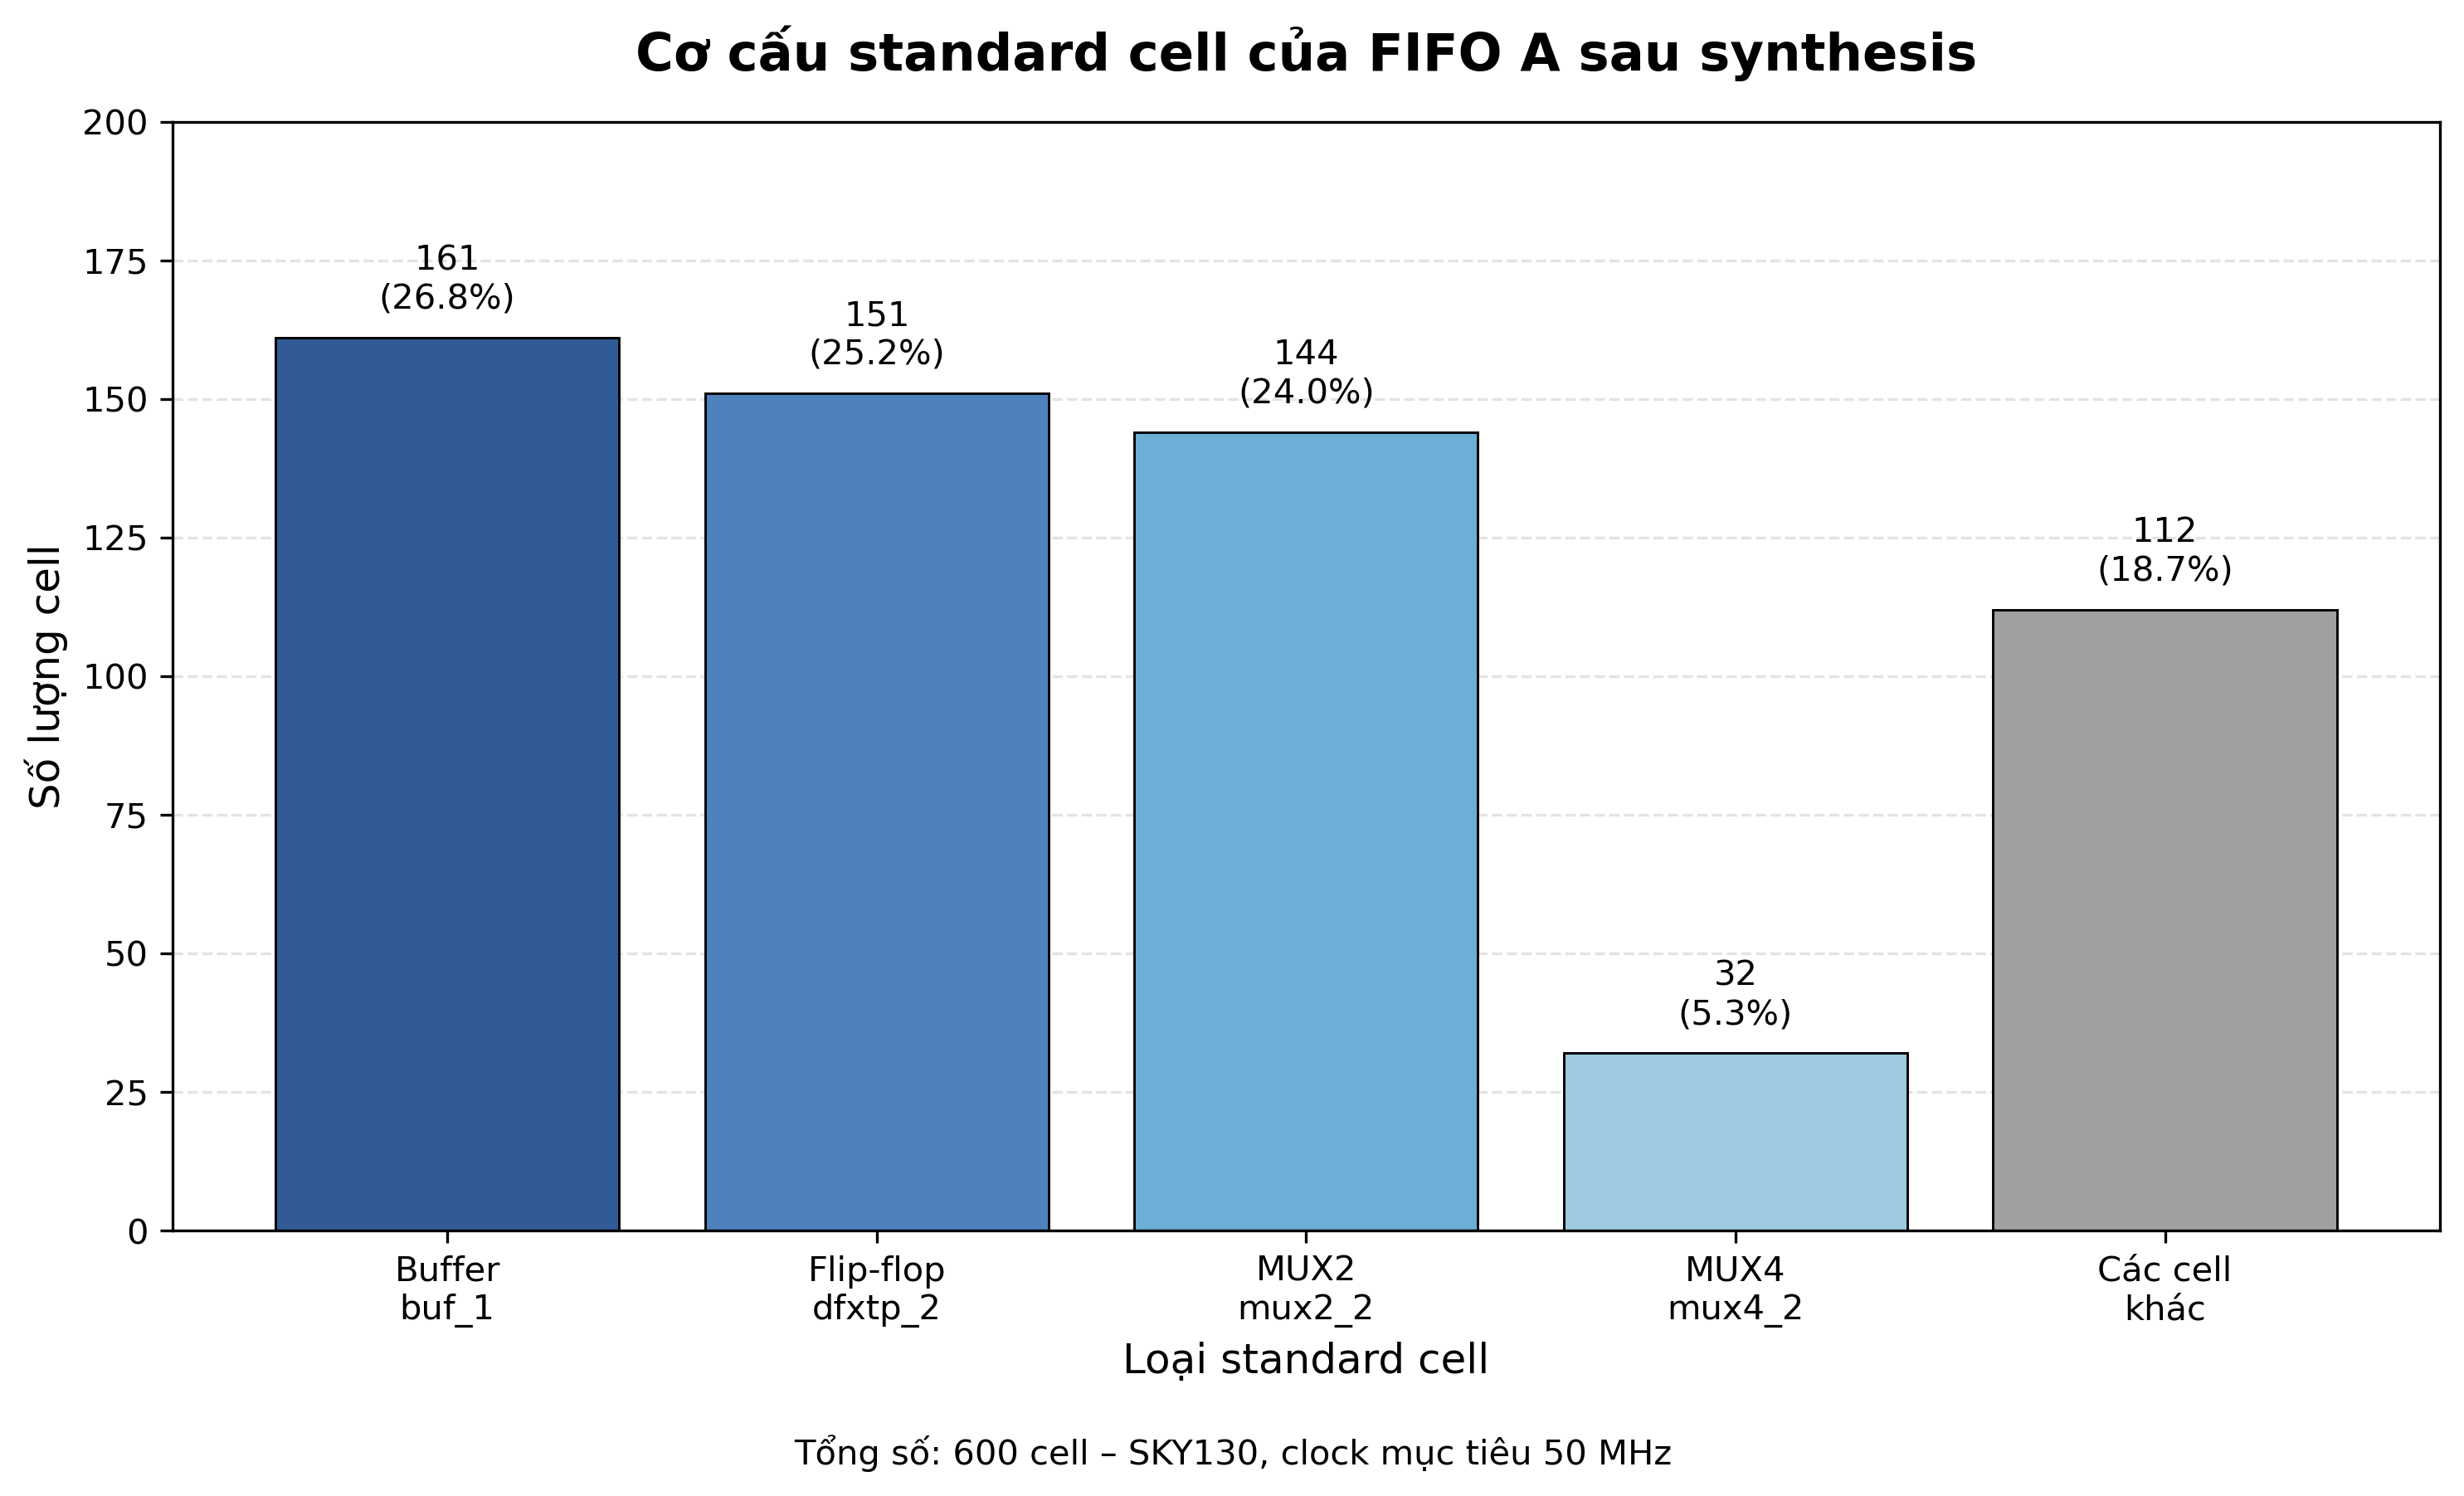 Cơ cấu standard cell của FIFO A sau synthesis
Số lượng cell
200
175
150
125
100
75
50
25
0
161
(26.8%)
151
(25.2%)
144
(24.0%)
32
(5.3%)
112
(18.7%)
Buffer
buf_1
Flip-flop
dfxtp_2
MUX2
mux2_2
MUX4
mux4_2
Các cell
khác
Loại standard cell
Tổng số: 600 cell – SKY130, clock mục tiêu 50 MHz